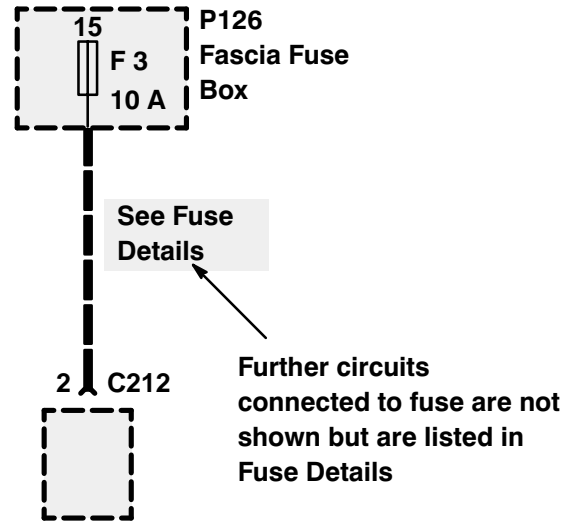 15
P126
F 3
Fascia Fuse
10 A
Box
See Fuse
Details
2
C212
Further circuits
connected to fuse are not
shown but are listed in
Fuse Details